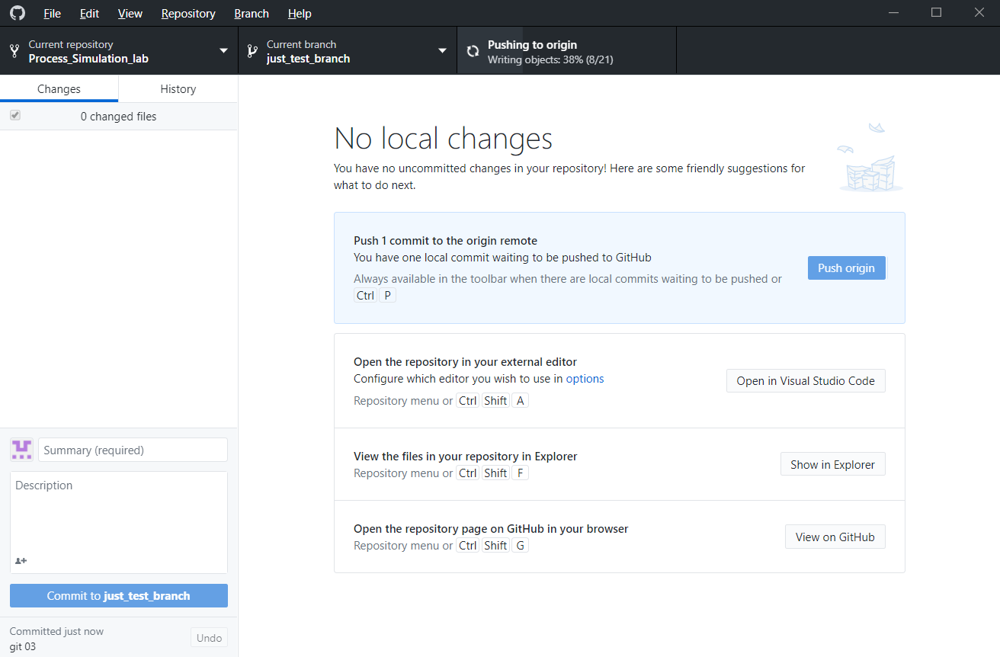 File Edit View Repository Branch Help
Current repository
Process_Simulation_lab
Current branch
just_test_branch
Pushing to origin
Writing objects: 38% (8/21)
Changes History
0 changed files
No local changes
You have no uncommitted changes in your repository! Here are some friendly suggestions for
what to do next.
Push 1 commit to the origin remote
You have one local commit waiting to be pushed to GitHub
Always available in the toolbar when there are local commits waiting to be pushed or
Ctrl P
Push origin
Open the repository in your external editor
Configure which editor you wish to use in options
Repository menu or Ctrl Shift A
Open in Visual Studio Code
View the files in your repository in Explorer
Repository menu or Ctrl Shift F
Show in Explorer
Open the repository page on GitHub in your browser
Repository menu or Ctrl Shift G
View on GitHub
Summary (required)
Description
Commit to just_test_branch
Committed just now
git 03
Undo